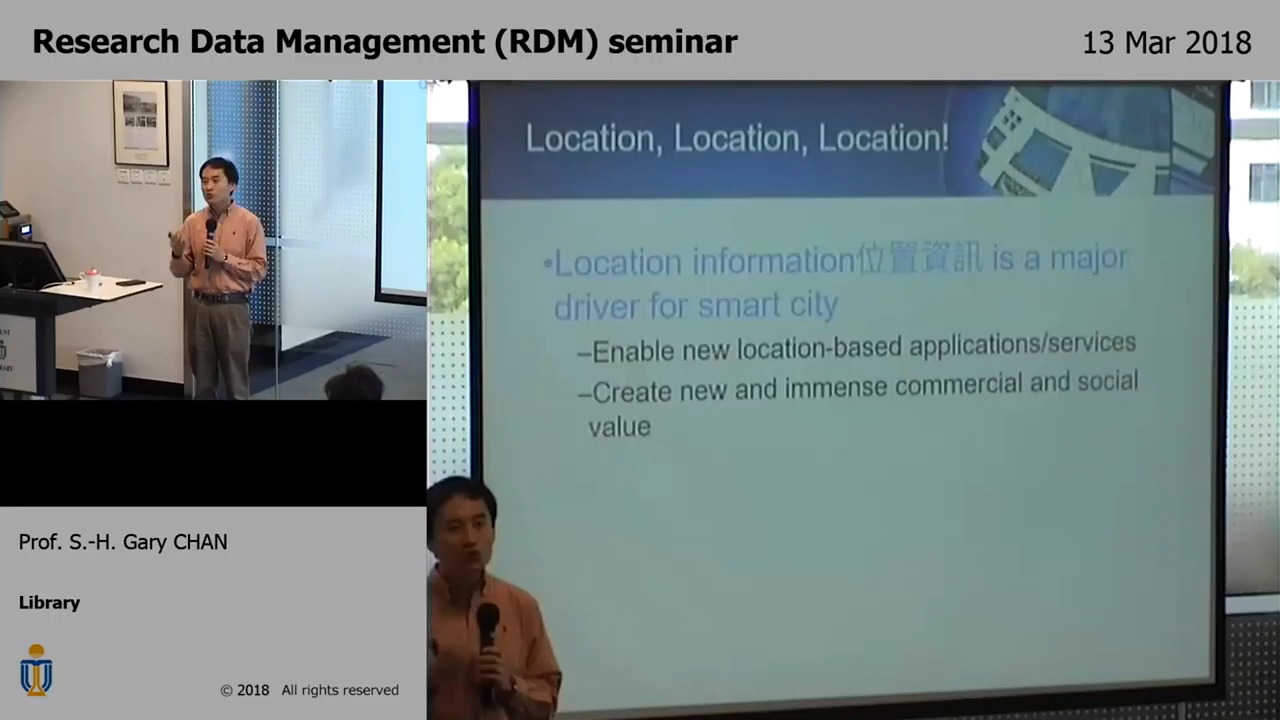 Research Data Management (RDM) seminar
13 Mar 2018
Location, Location, Location!
•Location information位置資訊 is a major
driver for smart city
–Enable new location-based applications/services
–Create new and immense commercial and social
value
Prof. S.-H. Gary CHAN
Library
© 2018 All rights reserved